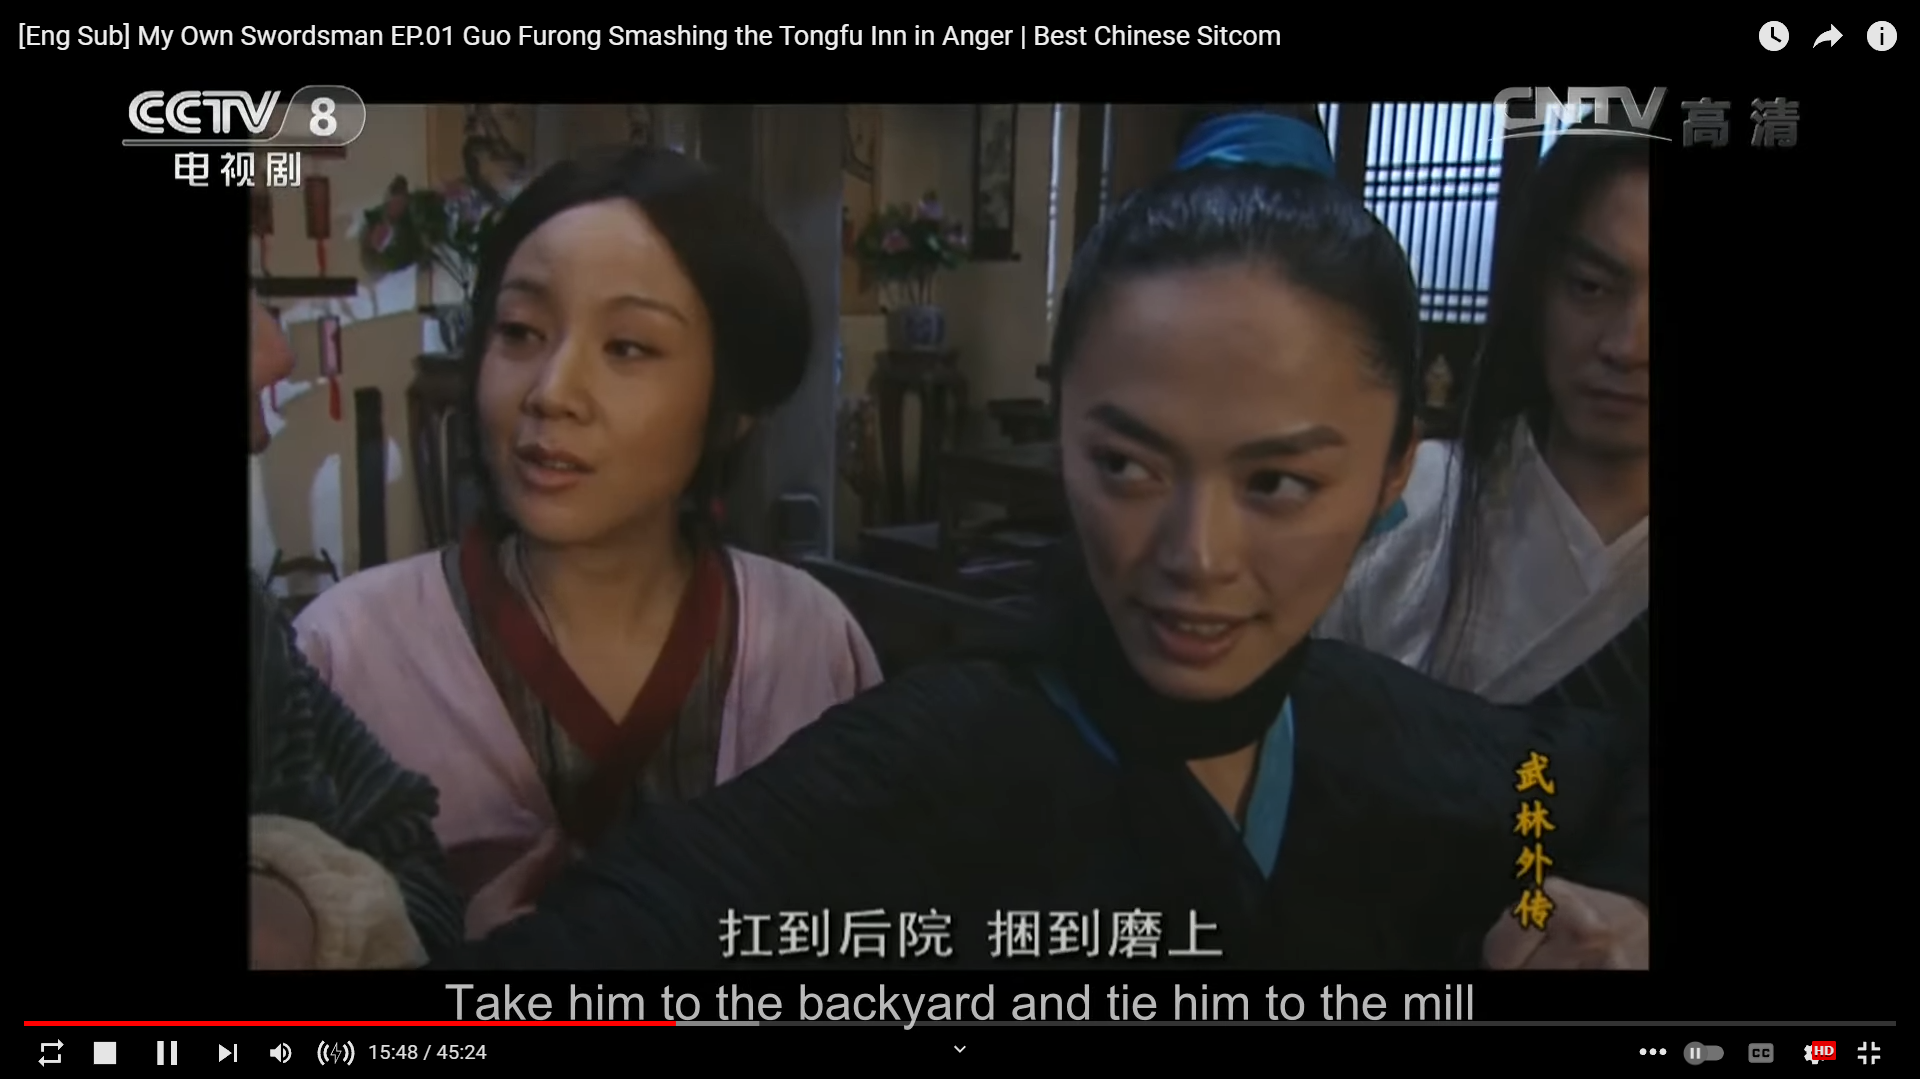 [Eng Sub] My Own Swordsman EP.01 Guo Furong Smashing the Tongfu Inn in Anger | Best Chinese Sitcom
CCTV 8
电视剧
CNTV 高清
武林外传
扛到后院 捆到磨上
Take him to the backyard and tie him to the mill
15:48 / 45:24
CC
HD